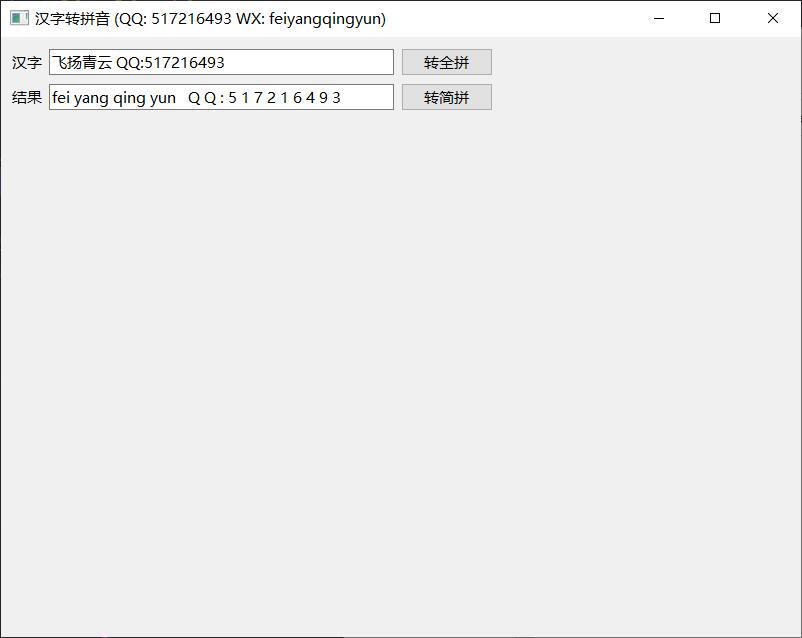 汉字转拼音 (QQ: 517216493 WX: feiyangqingyun)
汉字 飞扬青云 QQ:517216493 转全拼
结果 fei yang qing yun   Q Q : 5 1 7 2 1 6 4 9 3 转简拼